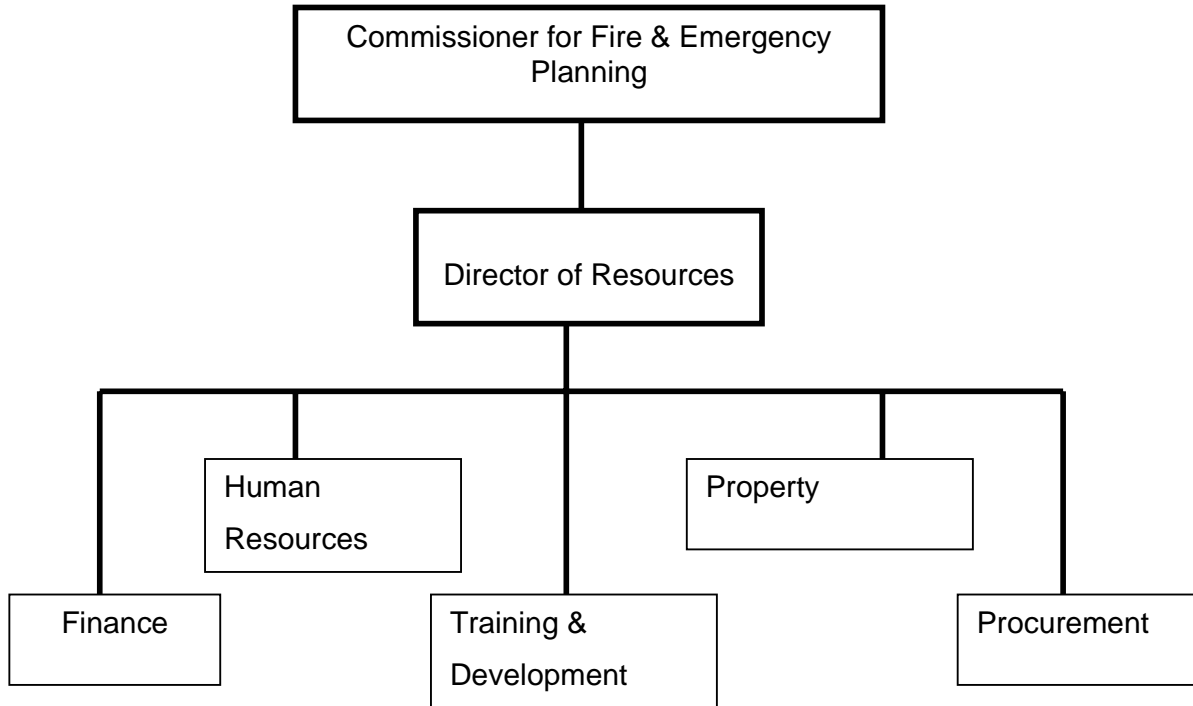 Commissioner for Fire & Emergency
Planning
Director of Resources
Human
Resources
Property
Finance
Training &
Development
Procurement